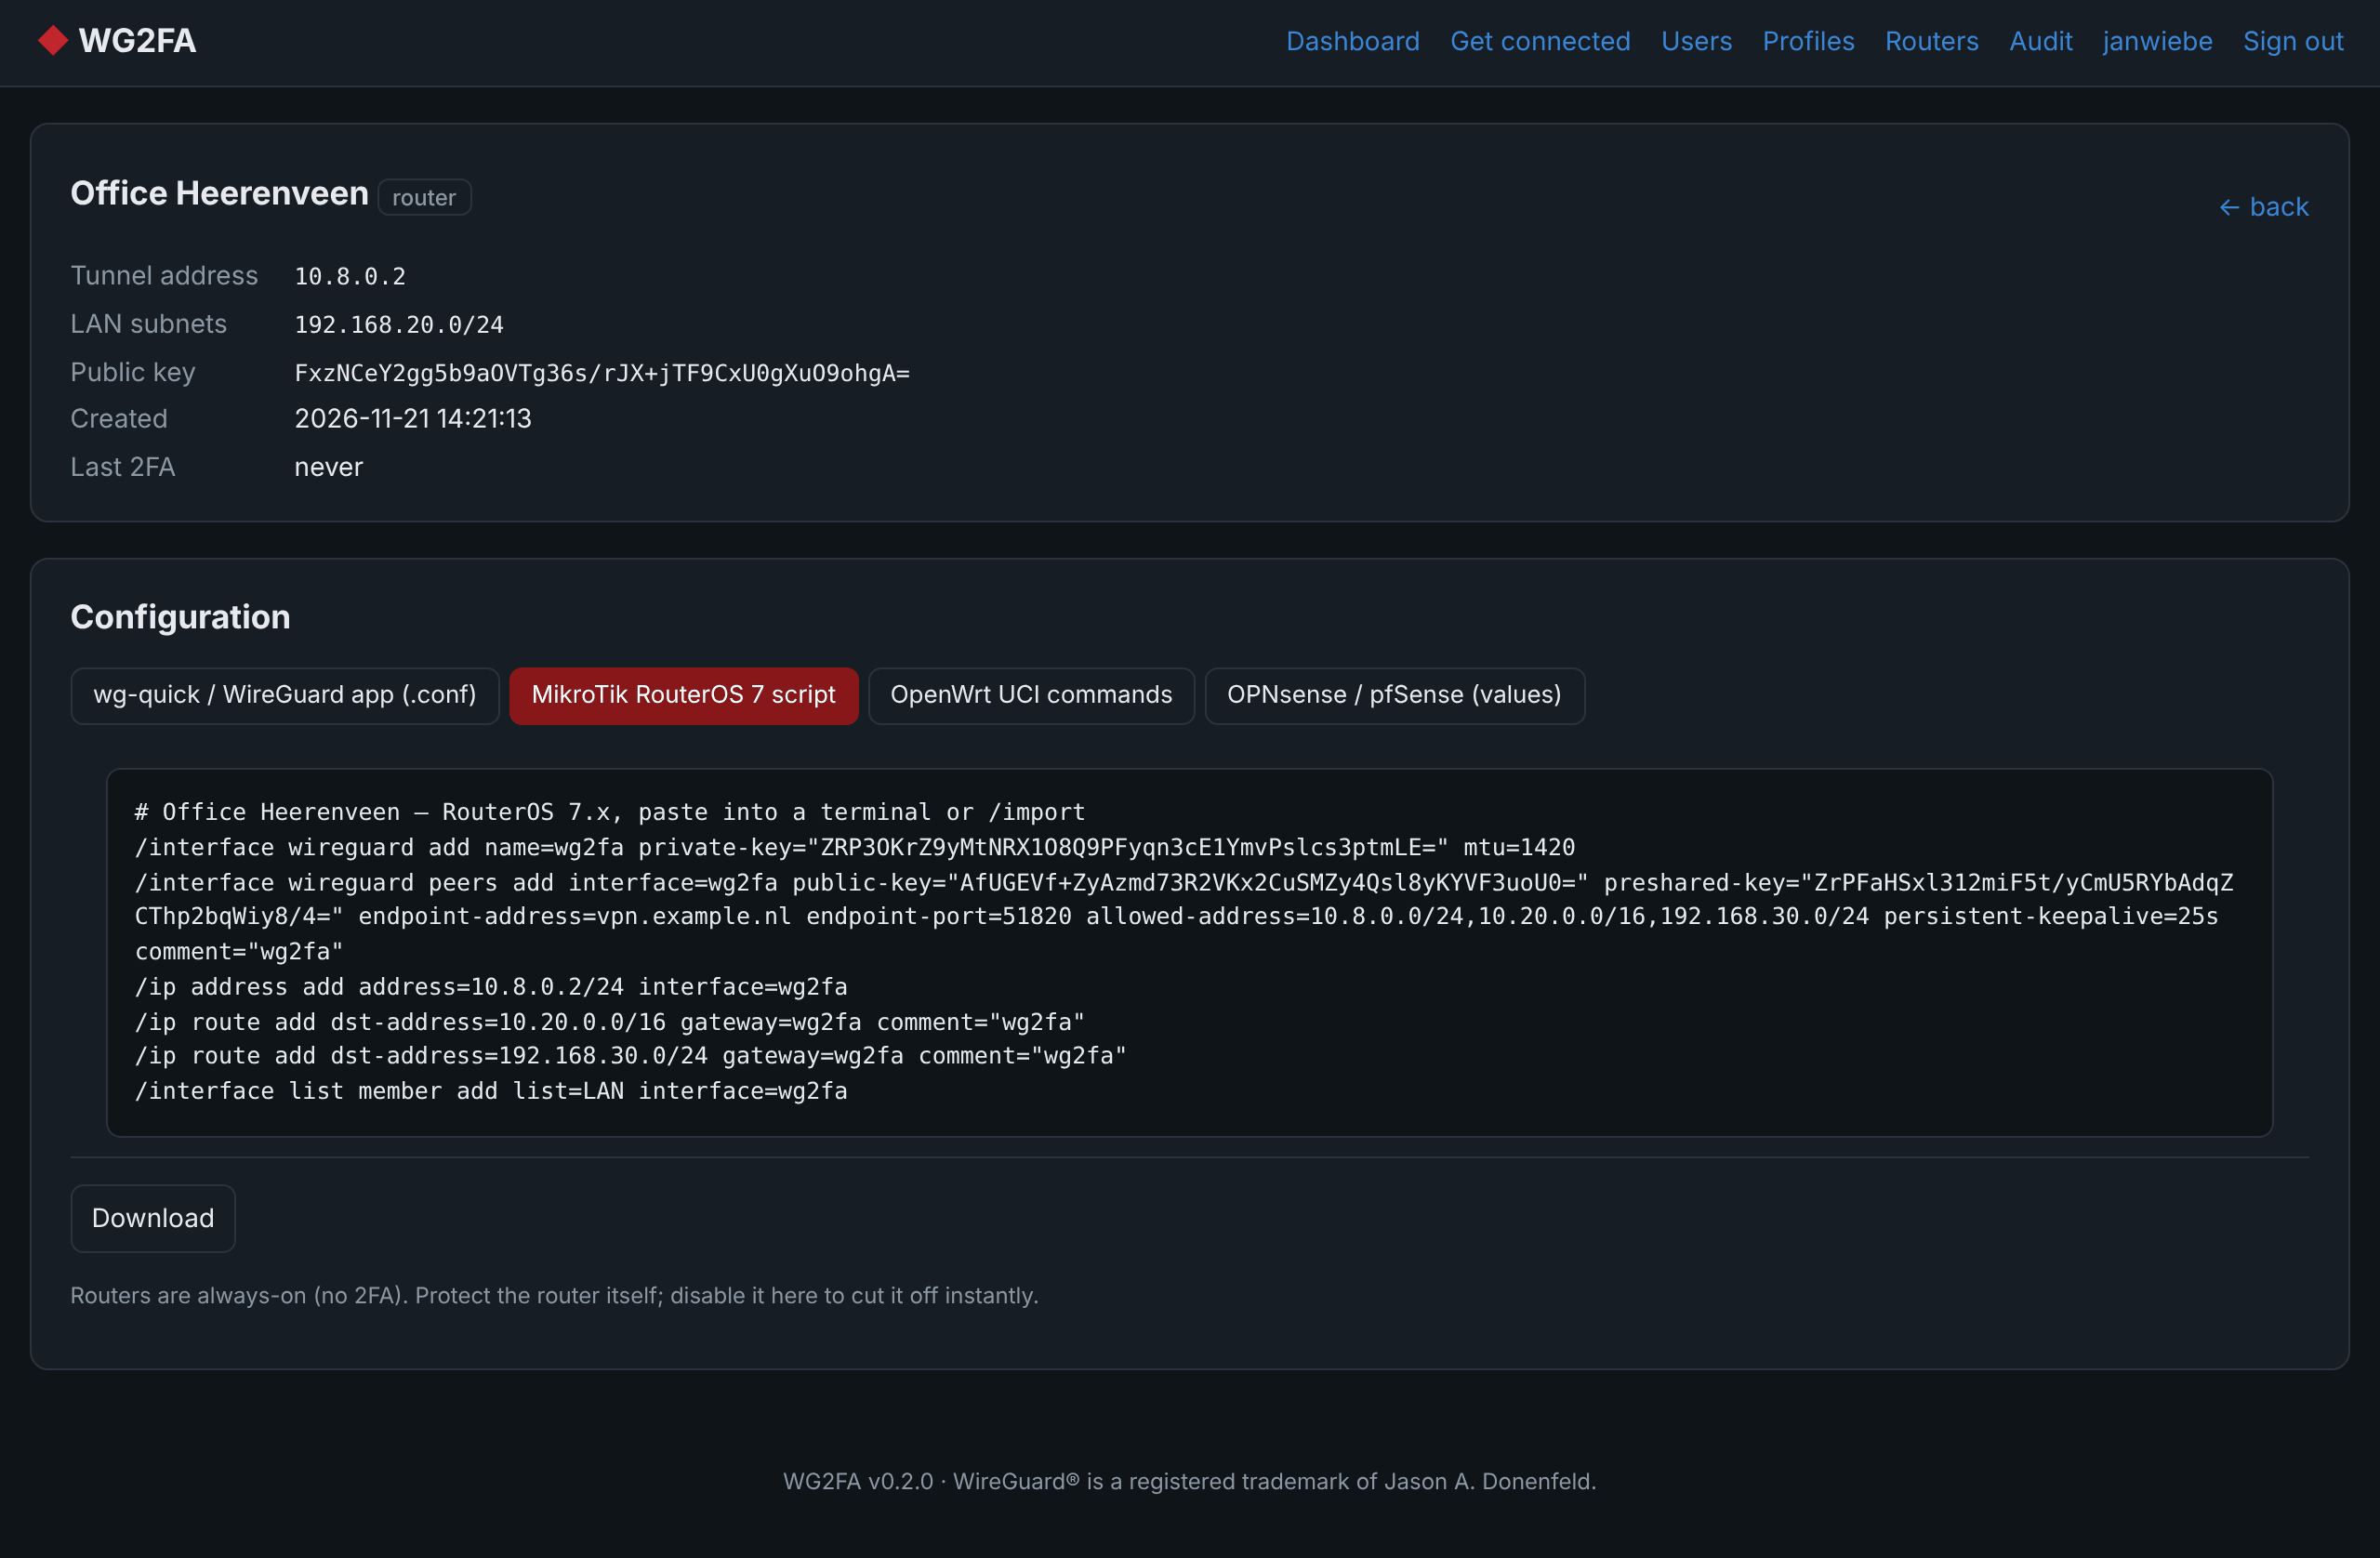 WG2FA
Dashboard Get connected Users Profiles Routers Audit janwiebe Sign out
Office Heerenveen router
← back
Tunnel address 10.8.0.2
LAN subnets 192.168.20.0/24
Public key FxzNCeY2gg5b9aOVTg36s/rJX+jTF9CxU0gXuO9ohgA=
Created 2026-11-21 14:21:13
Last 2FA never
Configuration
wg-quick / WireGuard app (.conf) MikroTik RouterOS 7 script OpenWrt UCI commands OPNsense / pfSense (values)
# Office Heerenveen — RouterOS 7.x, paste into a terminal or /import
/interface wireguard add name=wg2fa private-key="ZRP3OKrZ9yMtNRX1O8Q9PFyqn3cE1YmvPslcs3ptmLE=" mtu=1420
/interface wireguard peers add interface=wg2fa public-key="AfUGEVf+ZyAzmd73R2VKx2CuSMZy4Qsl8yKYVF3uoU0=" preshared-key="ZrPFaHSxl312miF5t/yCmU5RYbAdqZ
CThp2bqWiy8/4=" endpoint-address=vpn.example.nl endpoint-port=51820 allowed-address=10.8.0.0/24,10.20.0.0/16,192.168.30.0/24 persistent-keepalive=25s
comment="wg2fa"
/ip address add address=10.8.0.2/24 interface=wg2fa
/ip route add dst-address=10.20.0.0/16 gateway=wg2fa comment="wg2fa"
/ip route add dst-address=192.168.30.0/24 gateway=wg2fa comment="wg2fa"
/interface list member add list=LAN interface=wg2fa
Download
Routers are always-on (no 2FA). Protect the router itself; disable it here to cut it off instantly.
WG2FA v0.2.0 · WireGuard® is a registered trademark of Jason A. Donenfeld.